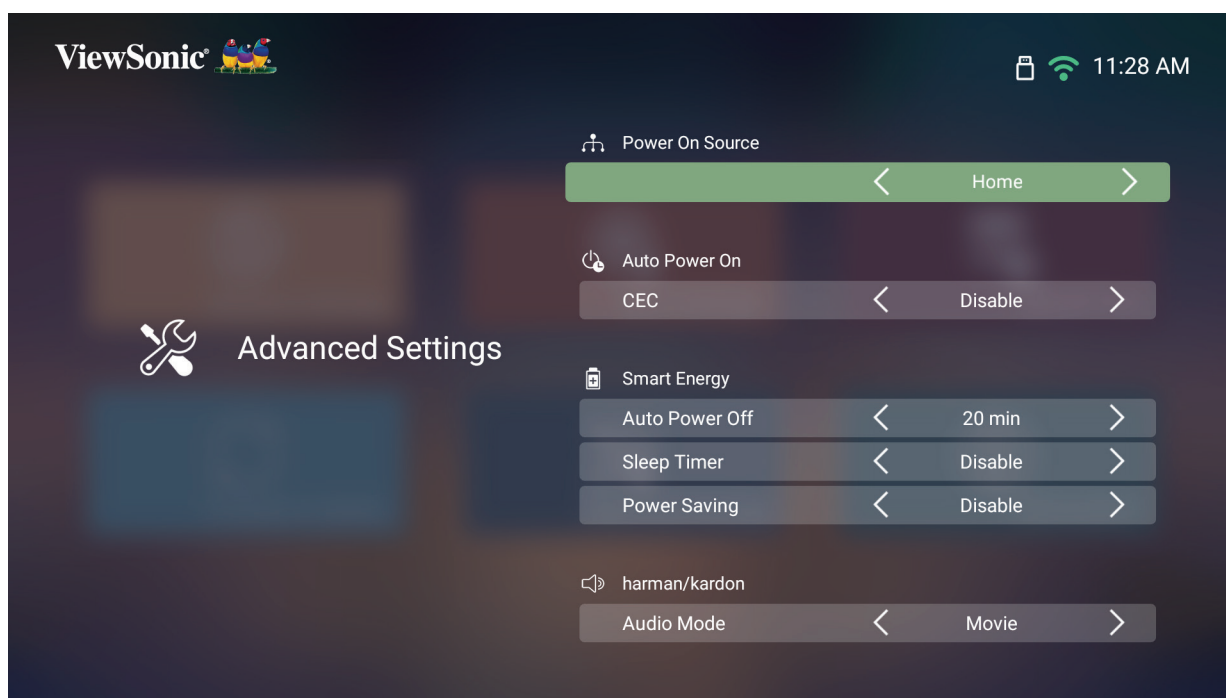 ViewSonic®
11:28 AM
Power On Source
Home
Auto Power On
CEC Disable
Advanced Settings
Smart Energy
Auto Power Off 20 min
Sleep Timer Disable
Power Saving Disable
harman/kardon
Audio Mode Movie